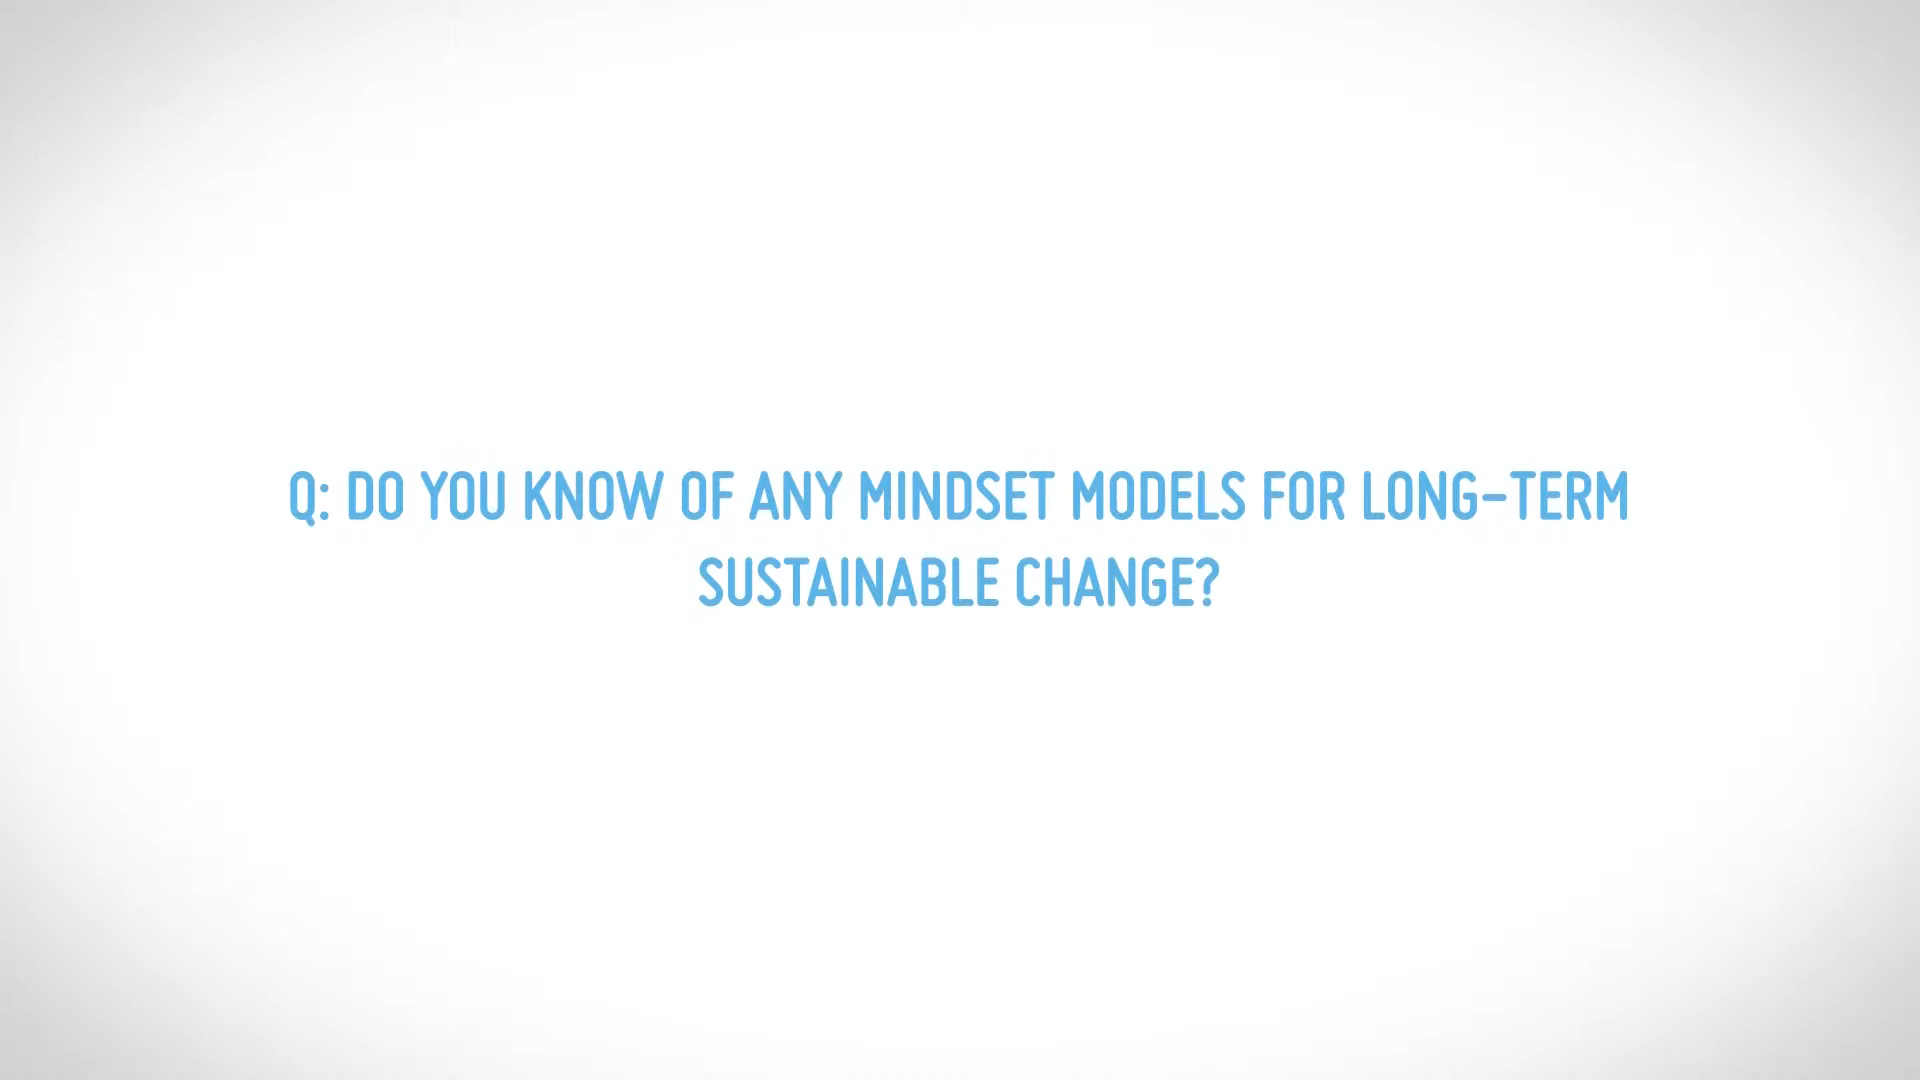 Q: DO YOU KNOW OF ANY MINDSET MODELS FOR LONG-TERM
SUSTAINABLE CHANGE?